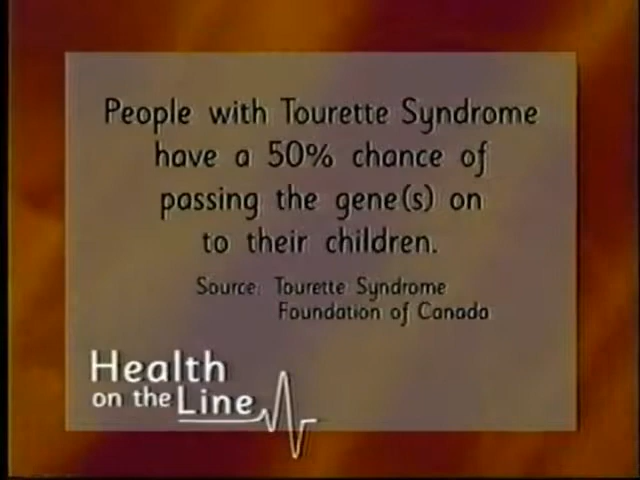 People with Tourette Syndrome
have a 50% chance of
passing the gene(s) on
to their children.
Source: Tourette Syndrome
Foundation of Canada
Health
on the Line